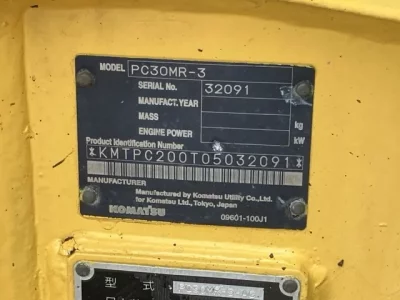 MODEL PC30MR-3
SERIAL No. 32091
MANUFACT.YEAR
MASS kg
ENGINE POWER kW
Product Identification Number
*KMTPC200T05032091*
MANUFACTURER
Manufactured by Komatsu Utility Co.,Ltd.
for Komatsu Ltd., Tokyo, Japan
KOMATSU 09601-100J1
型 式